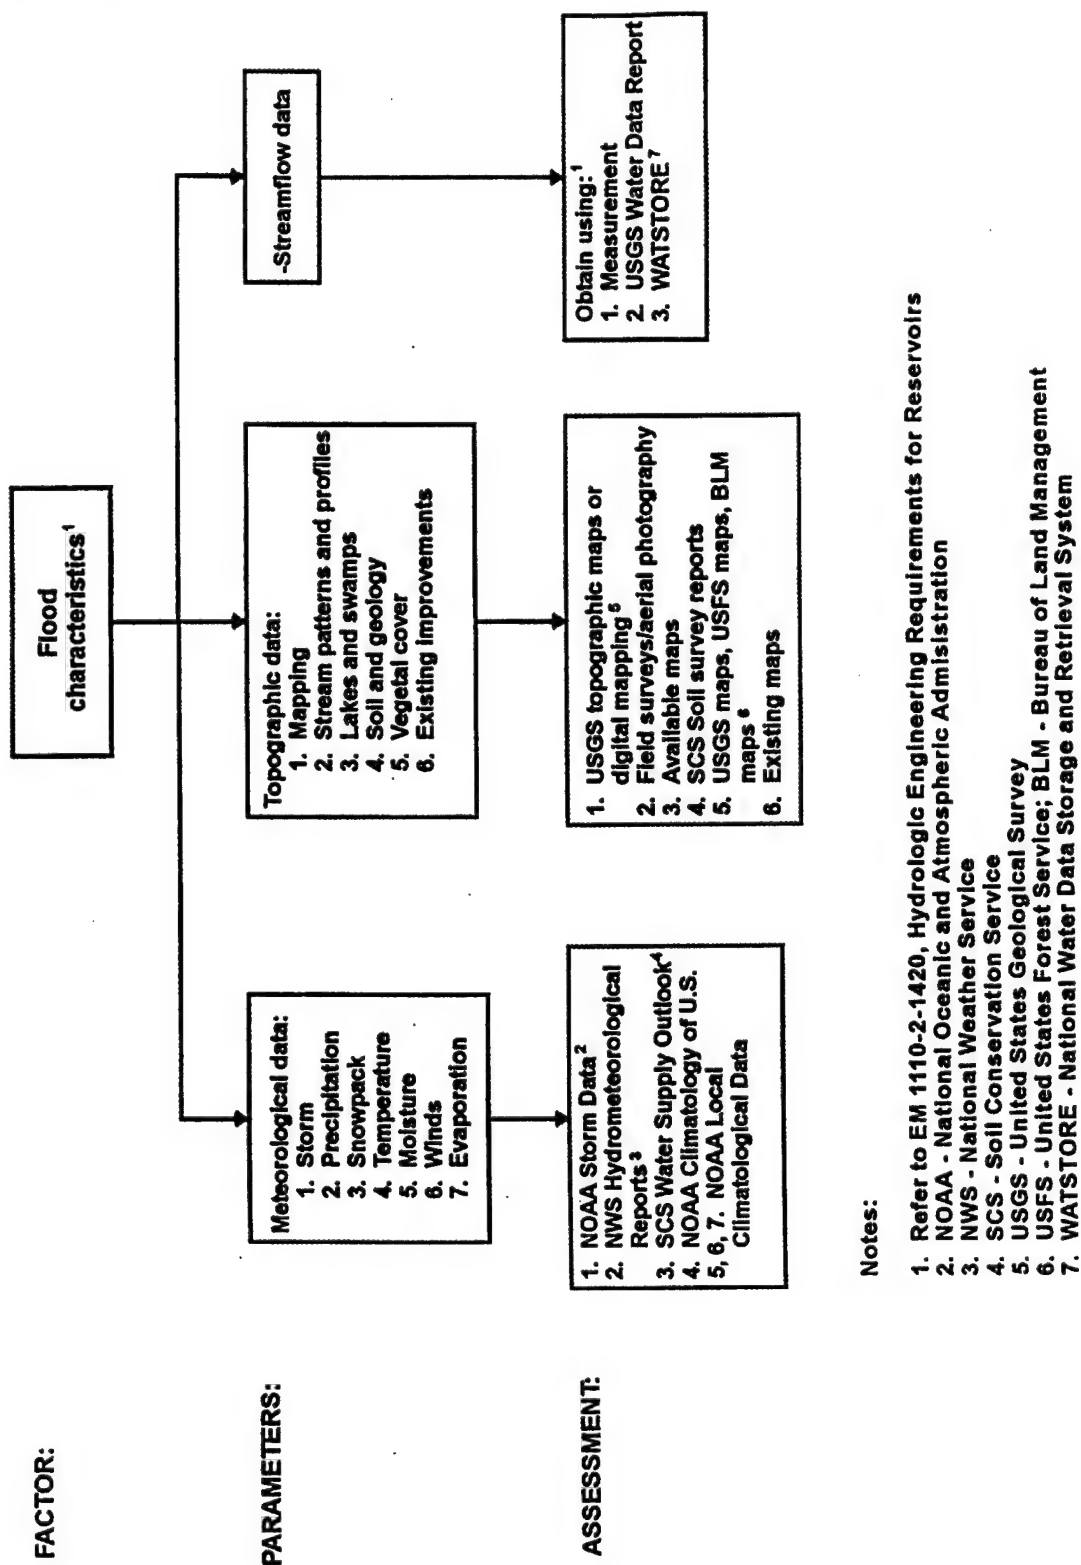 FACTOR:
Flood
characteristics¹
PARAMETERS:
Meteorological data:
1. Storm
2. Precipitation
3. Snowpack
4. Temperature
5. Moisture
6. Winds
7. Evaporation
Topographic data:
1. Mapping
2. Stream patterns and profiles
3. Lakes and swamps
4. Soil and geology
5. Vegetal cover
6. Existing improvements
-Streamflow data
ASSESSMENT:
1. NOAA Storm Data²
2. NWS Hydrometeorological
Reports ³
3. SCS Water Supply Outlook⁴
4. NOAA Climatology of U.S.
5, 6, 7. NOAA Local
Climatological Data
1. USGS topographic maps or
digital mapping ⁵
2. Field surveys/aerial photography
3. Available maps
4. SCS Soil survey reports
5. USGS maps, USFS maps, BLM
maps ⁶
6. Existing maps
Obtain using:¹
1. Measurement
2. USGS Water Data Report
3. WATSTORE⁷
Notes:
1. Refer to EM 1110-2-1420, Hydrologic Engineering Requirements for Reservoirs
2. NOAA - National Oceanic and Atmospheric Administration
3. NWS - National Weather Service
4. SCS - Soil Conservation Service
5. USGS - United States Geological Survey
6. USFS - United States Forest Service; BLM - Bureau of Land Management
7. WATSTORE - National Water Data Storage and Retrieval System